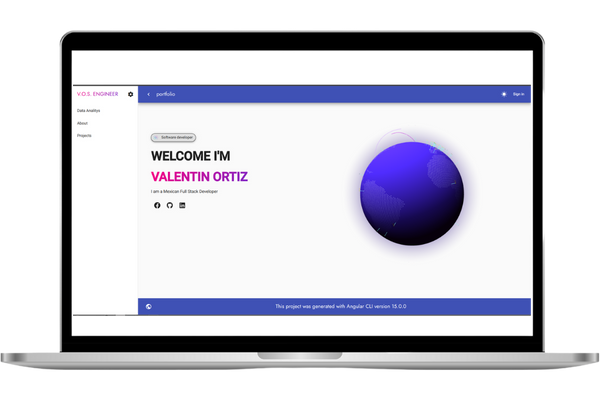 V.O.S. ENGINEER
portfolio
Sign In
Data Analitys
About
Projects
Software developer
WELCOME I'M
VALENTIN ORTIZ
I am a Mexican Full Stack Developer
This project was generated with Angular CLI version 15.0.0